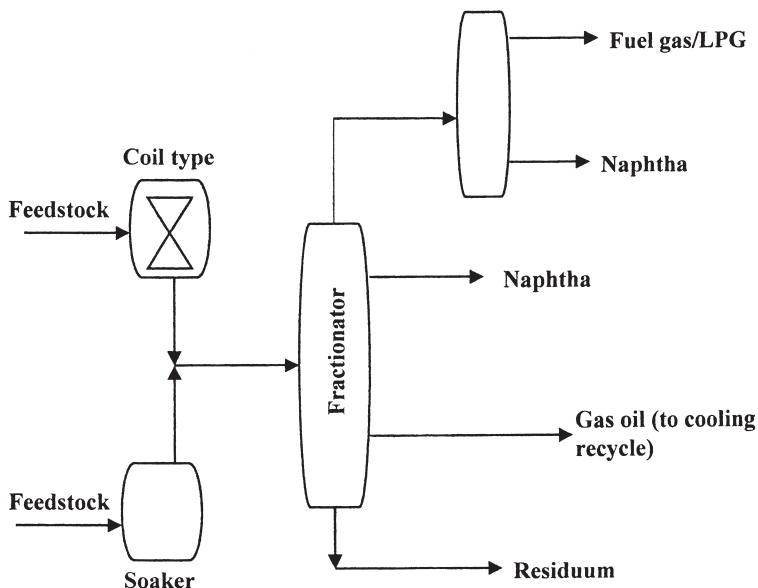 Fuel gas/LPG
Coil type
Naphtha
Feedstock
Naphtha
Fractionator
Gas oil (to cooling
recycle)
Feedstock
Residuum
Soaker